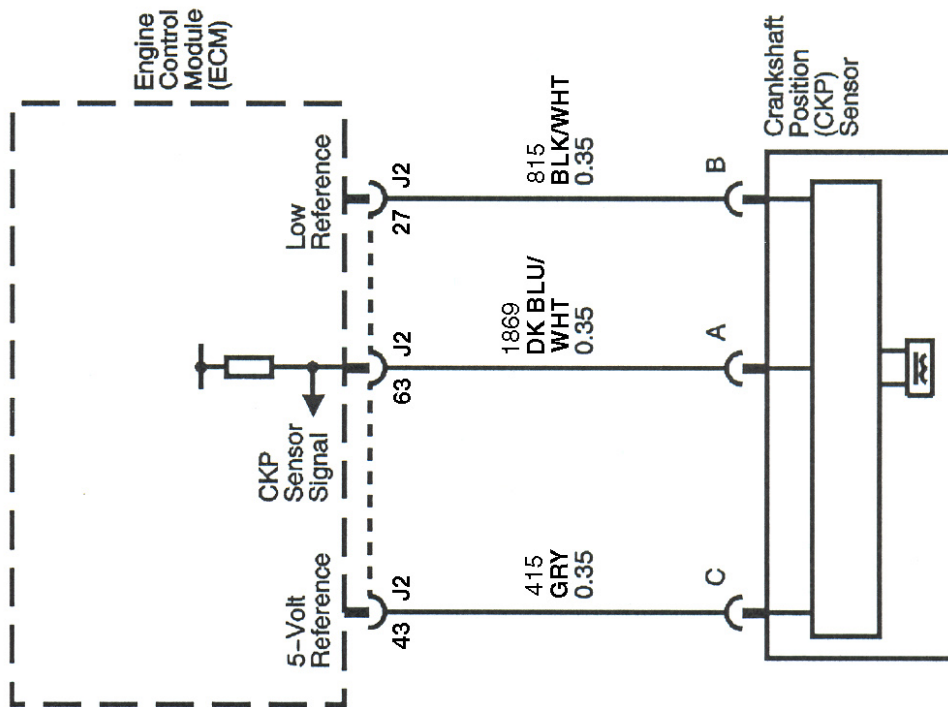 Engine
Control
Module
(ECM)
5-Volt
Reference
CKP
Sensor
Signal
Low
Reference
43 J2
63 J2
27 J2
415
GRY
0.35
1869
DK BLU/
WHT
0.35
815
BLK/WHT
0.35
C
A
B
Crankshaft
Position
(CKP)
Sensor